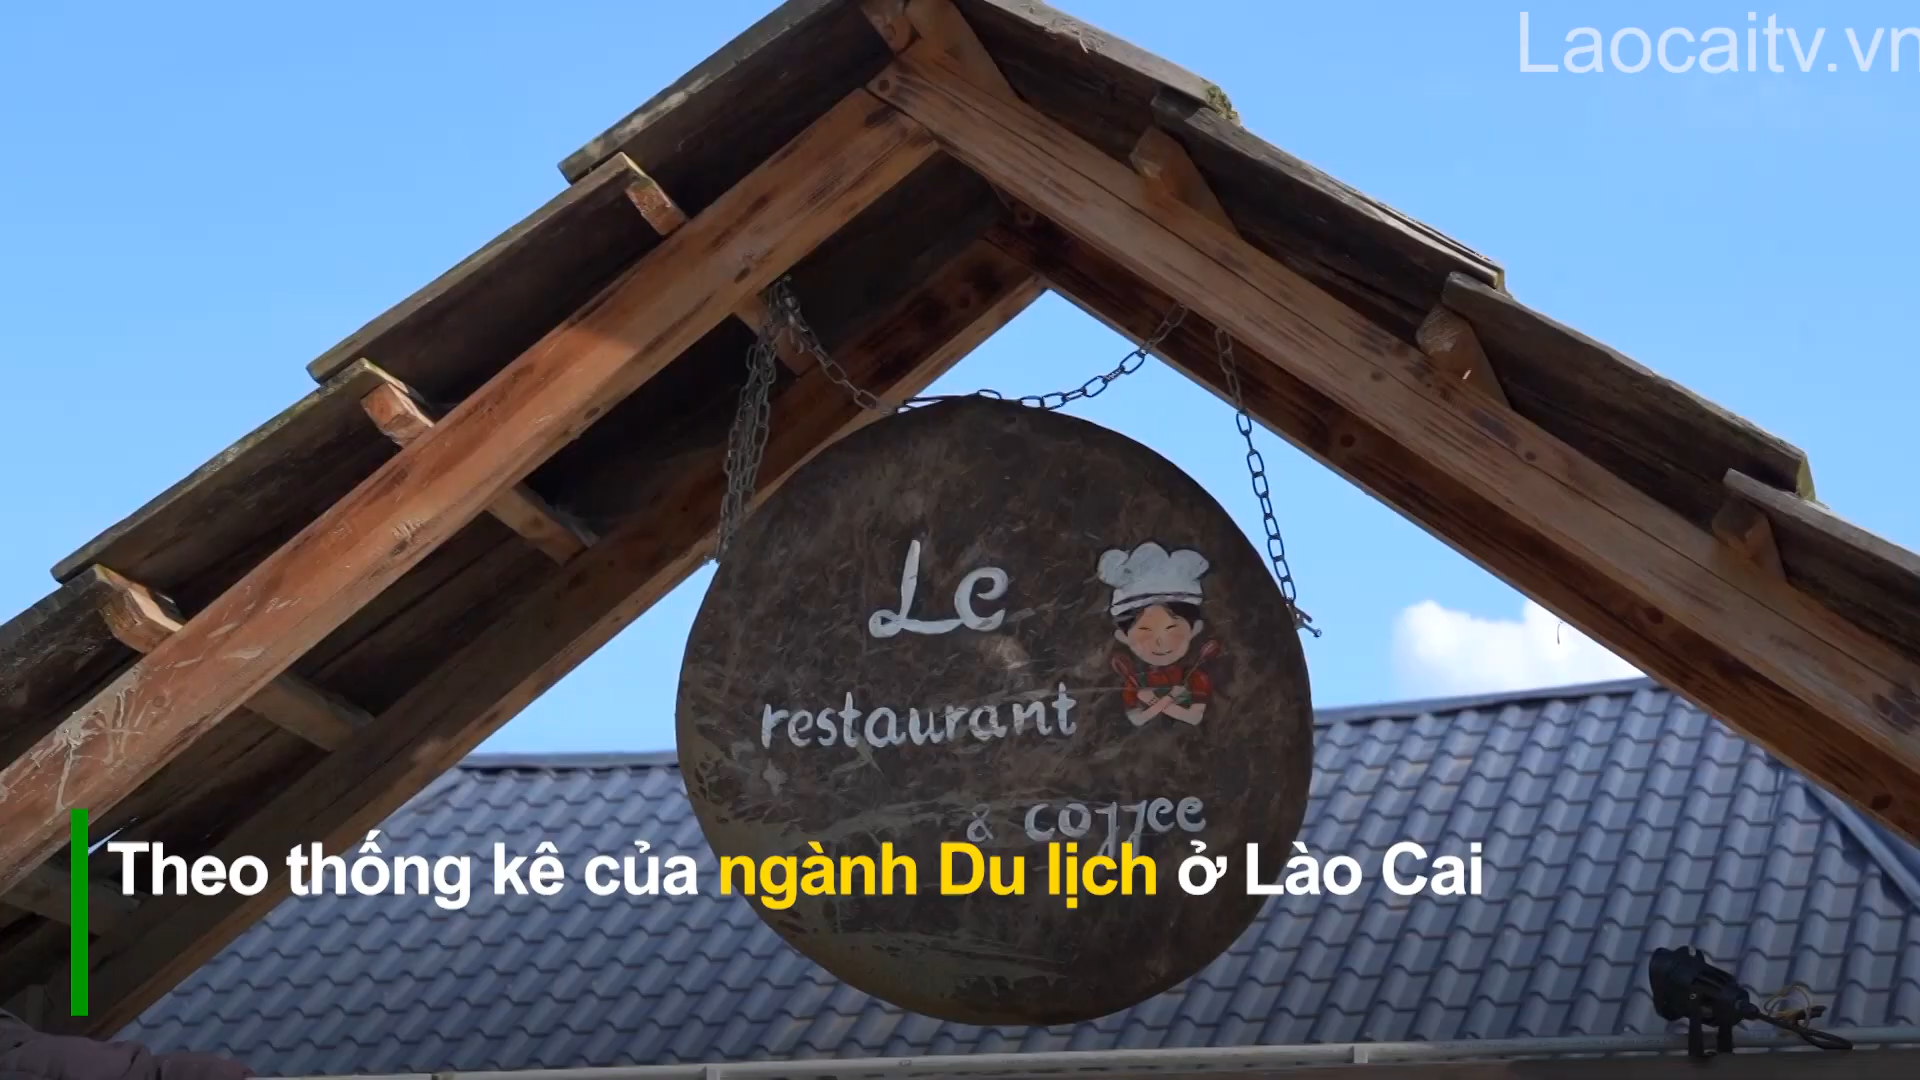 Laocaitv.vn
Le
restaurant
& coffee
Theo thống kê của ngành Du lịch ở Lào Cai